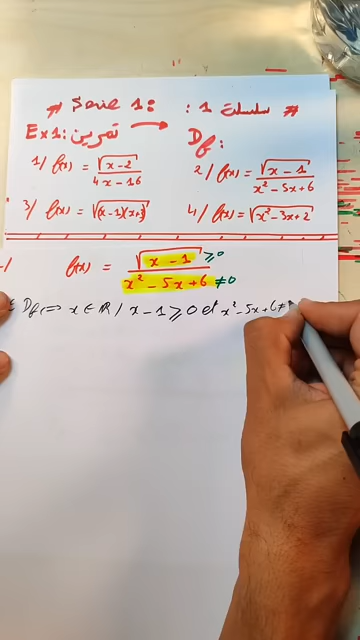 # Serie 1: : 1 سلسلة #
Ex1: تمرين → Df:
1/ f(x) = √(x-2) / (4x-16) 2/ f(x) = √(x-1) / (x²-5x+6)
3/ f(x) = √((x-1)(x+3)) 4/ f(x) = √(x²-3x+2)
-/ f(x) = √(x-1) ≥0 / (x²-5x+6) ≠0
Df ⟺ x ∈ ℝ / x-1 ≥ 0 et x²-5x+6 ≠